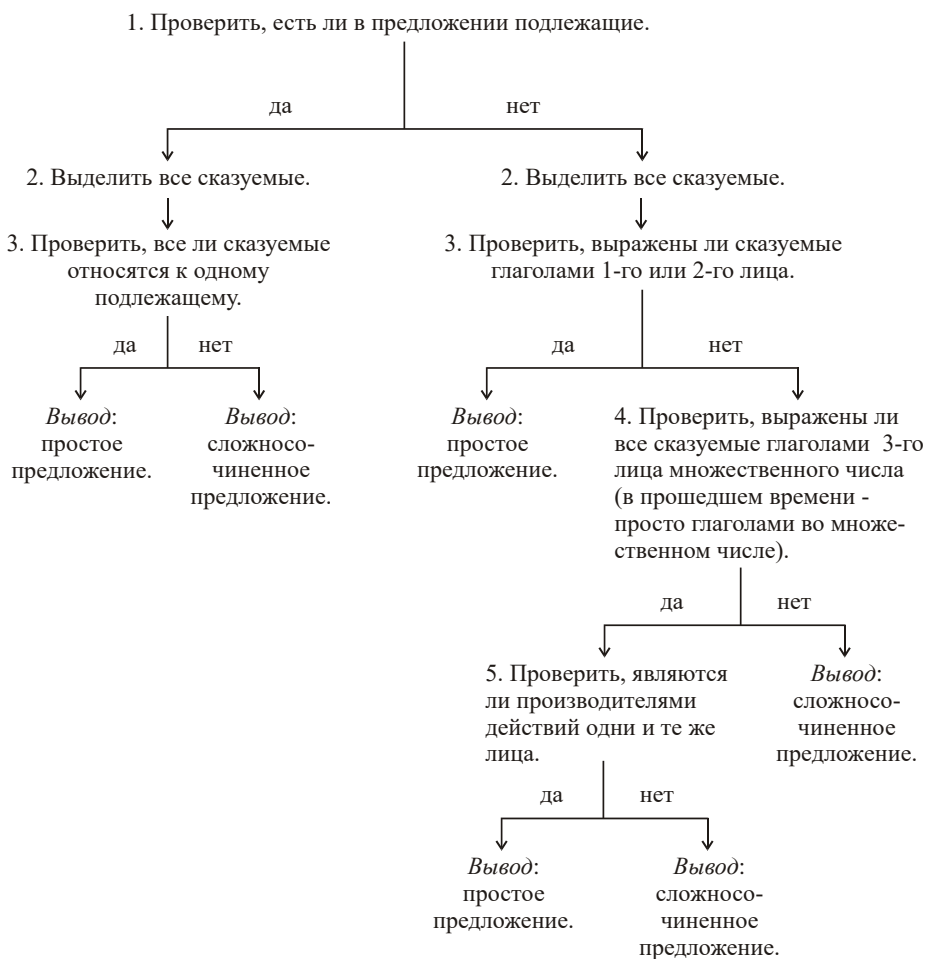 1. Проверить, есть ли в предложении подлежащие.
да
нет
2. Выделить все сказуемые.
2. Выделить все сказуемые.
3. Проверить, все ли сказуемые
относятся к одному
подлежащему.
3. Проверить, выражены ли сказуемые
глаголами 1-го или 2-го лица.
да
нет
да
нет
Вывод:
простое
предложение.
Вывод:
сложносо-
чиненное
предложение.
Вывод:
простое
предложение.
4. Проверить, выражены ли
все сказуемые глаголами 3-го
лица множественного числа
(в прошедшем времени -
просто глаголами во множе-
ственном числе).
да
нет
5. Проверить, являются
ли производителями
действий одни и те же
лица.
Вывод:
сложносо-
чиненное
предложение.
да
нет
Вывод:
простое
предложение.
Вывод:
сложносо-
чиненное
предложение.